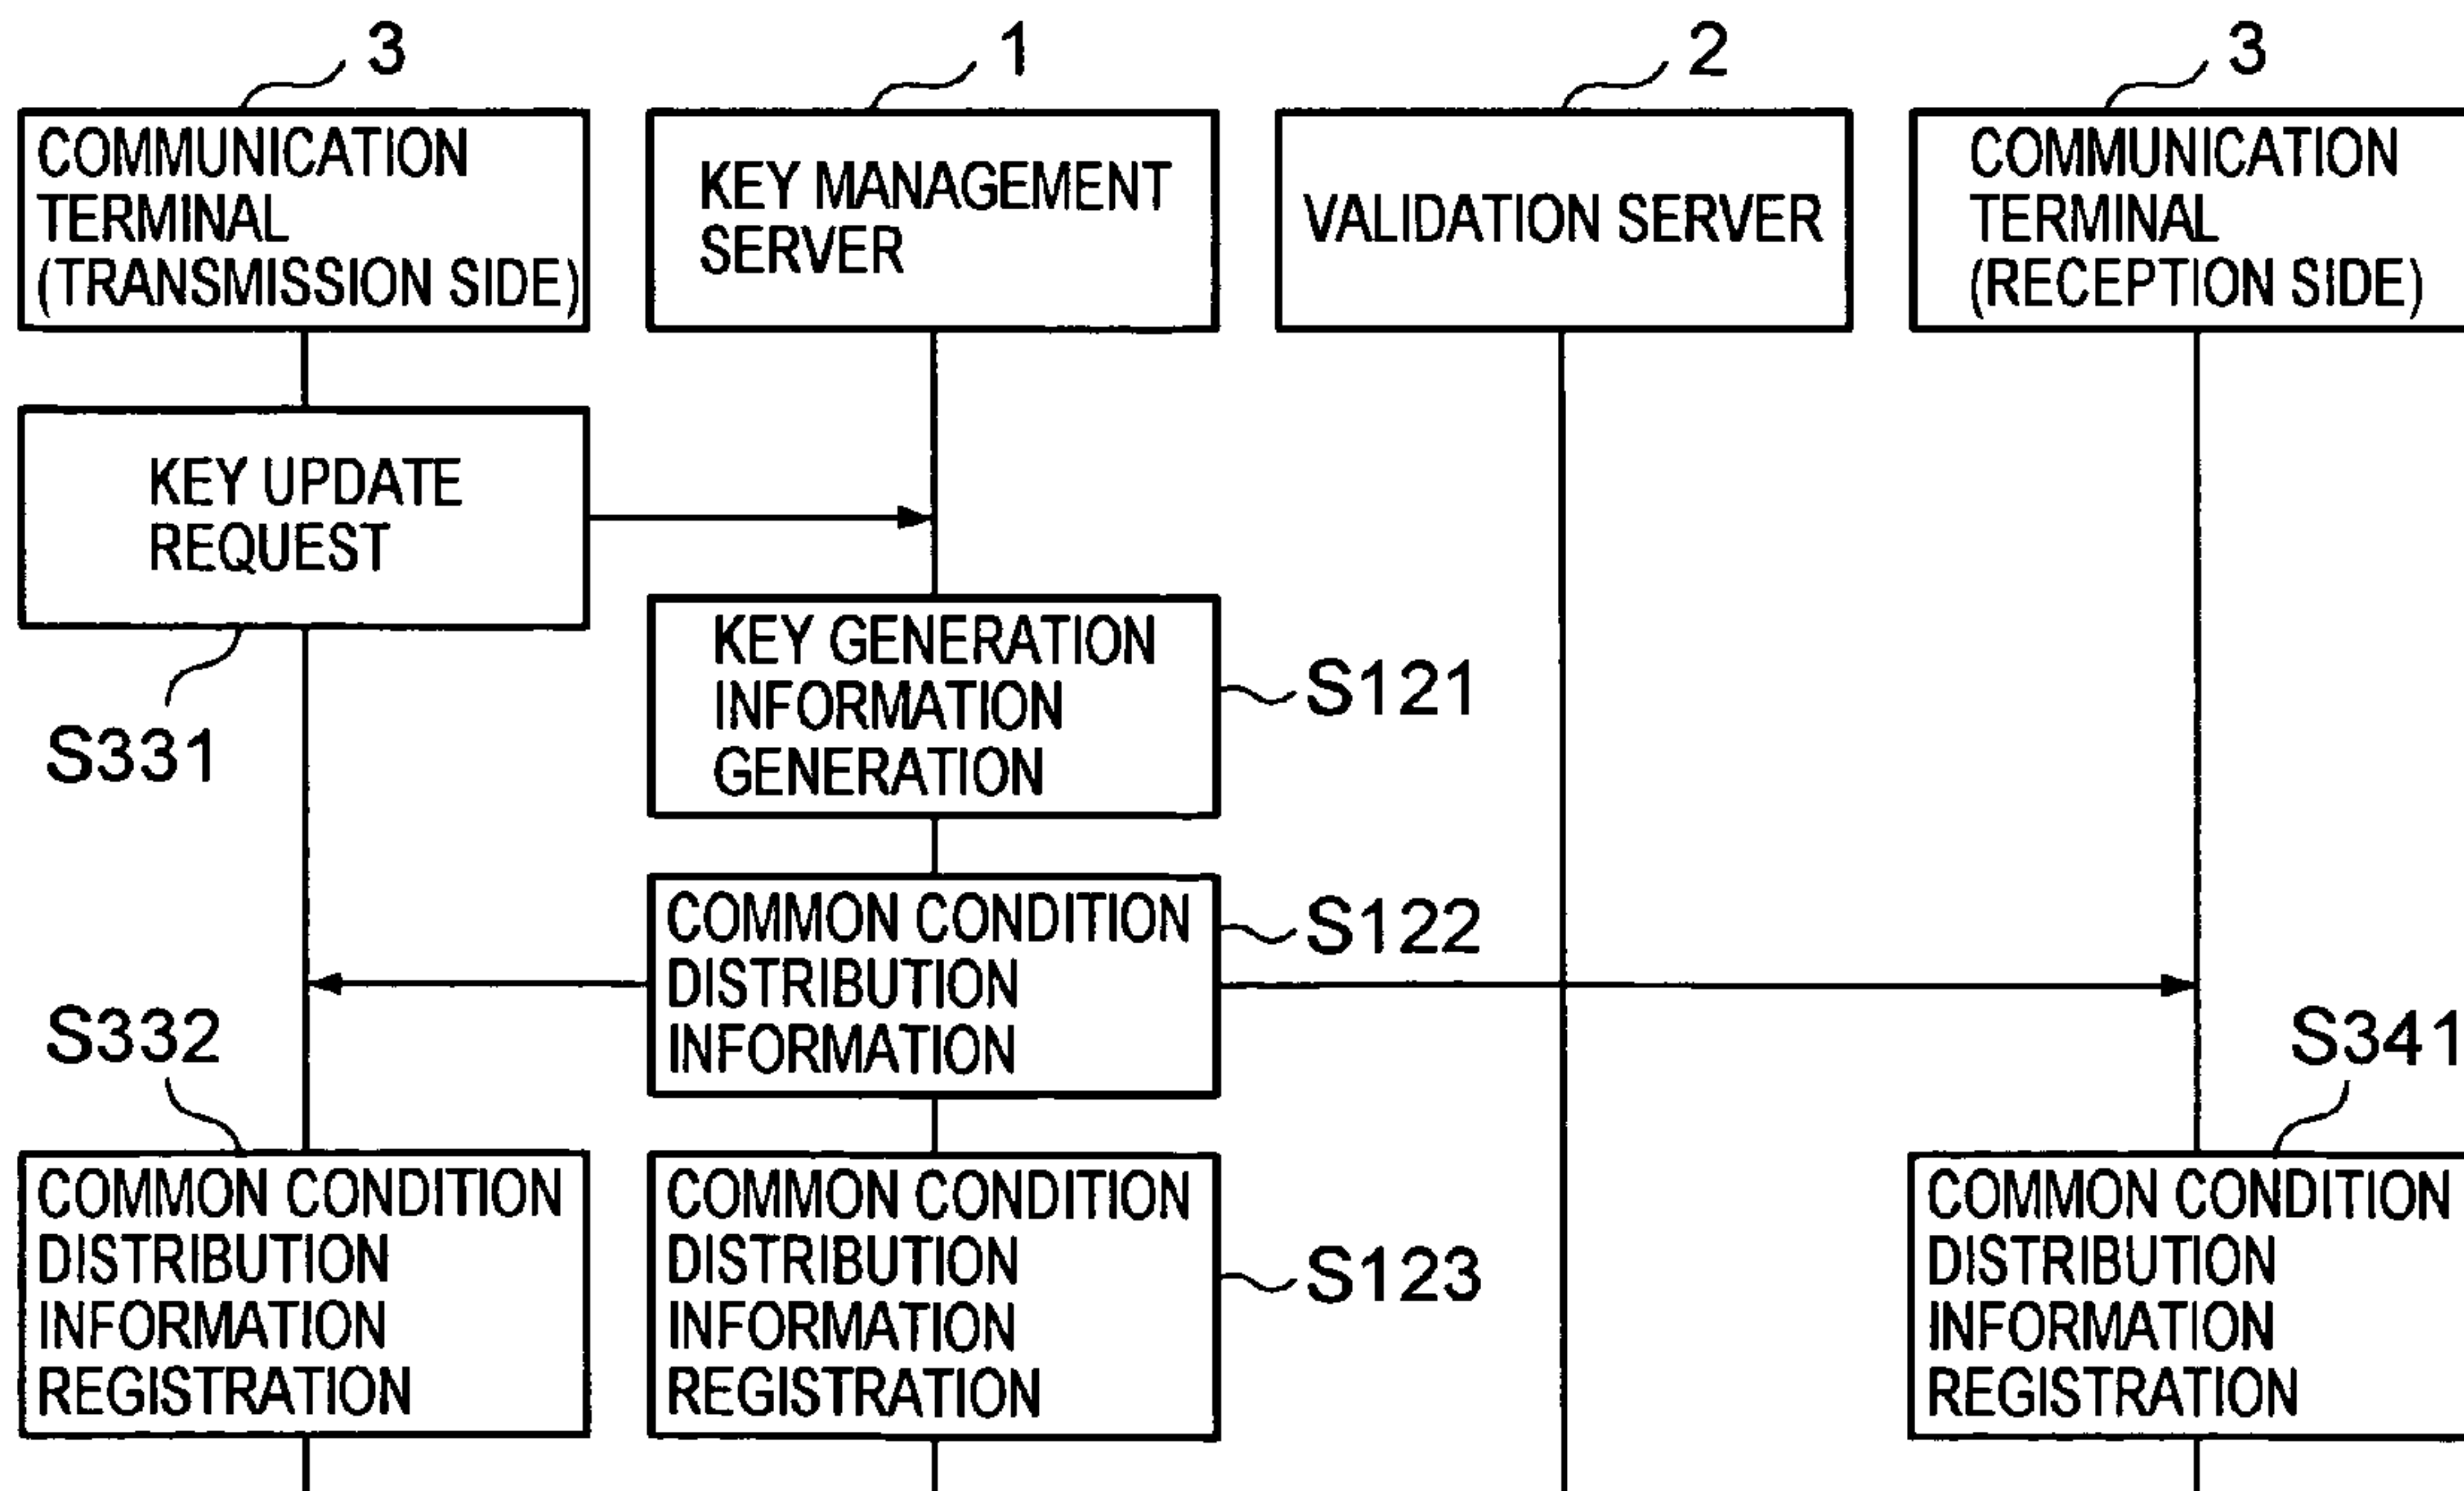 3
1
2
3
COMMUNICATION
TERMINAL
(TRANSMISSION SIDE)
KEY MANAGEMENT
SERVER
VALIDATION SERVER
COMMUNICATION
TERMINAL
(RECEPTION SIDE)
KEY UPDATE
REQUEST
S331
KEY GENERATION
INFORMATION
GENERATION
S121
COMMON CONDITION
DISTRIBUTION
INFORMATION
S122
S332
S341
COMMON CONDITION
DISTRIBUTION
INFORMATION
REGISTRATION
COMMON CONDITION
DISTRIBUTION
INFORMATION
REGISTRATION
S123
COMMON CONDITION
DISTRIBUTION
INFORMATION
REGISTRATION